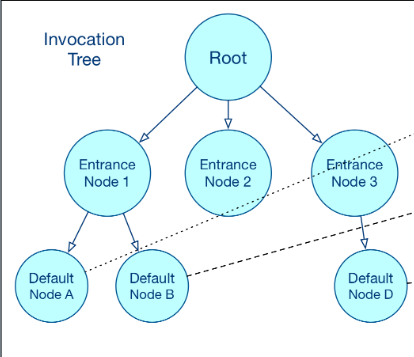 Invocation
Tree
Root
Entrance
Node 1
Entrance
Node 2
Entrance
Node 3
Default
Node A
Default
Node B
Default
Node D